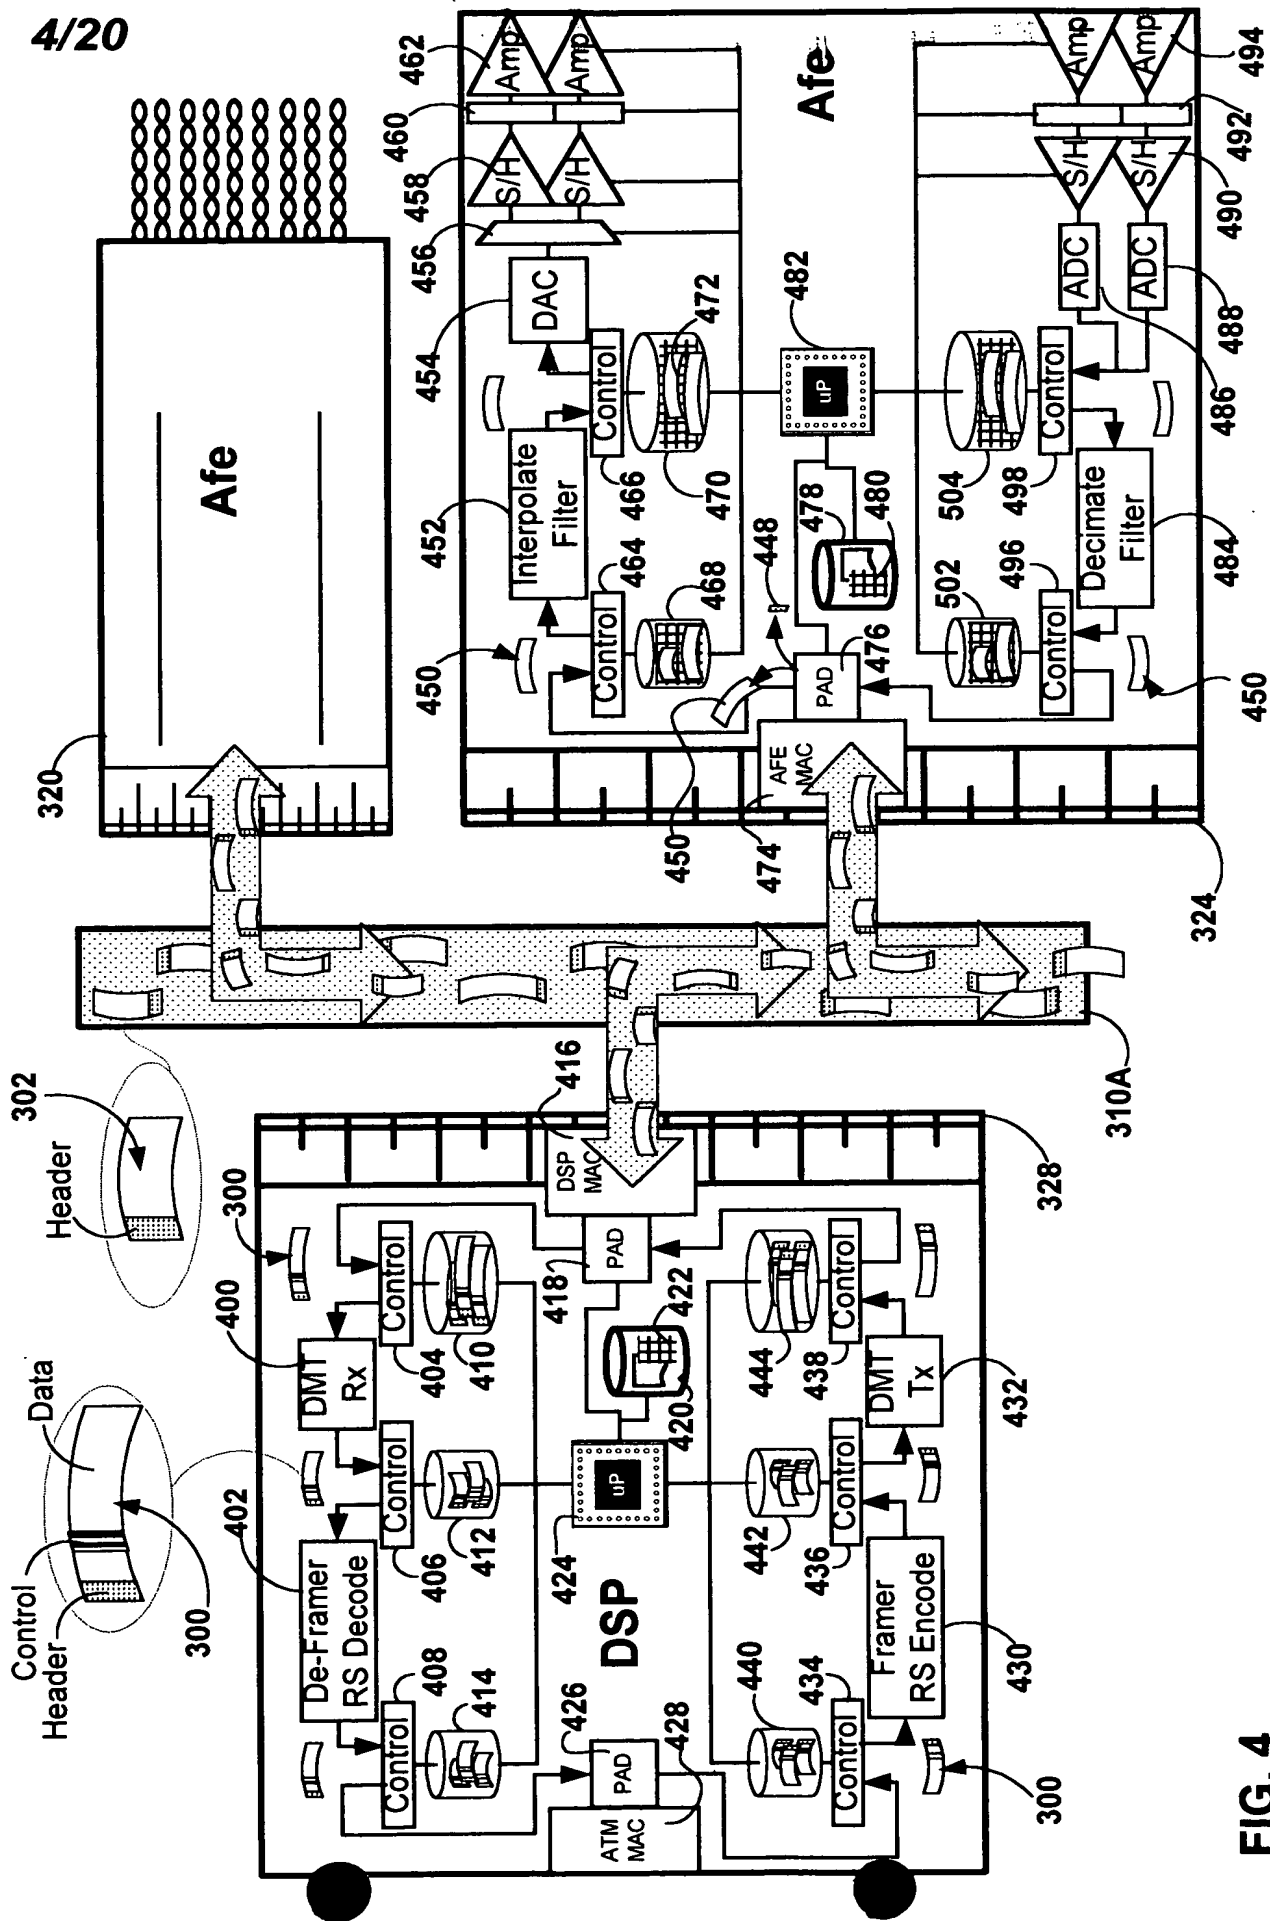 4/20
320
Afe
462
Amp
Amp
460
458
S/H
S/H
456
DAC
454
472
Control
466
470
452
Interpolate
Filter
464
Control
468
450
482
uP
Afe
448
478
480
450
PAD
476
AFE
MAC
474
494
Amp
Amp
492
S/H
S/H
490
ADC
ADC
488
486
504
Control
498
502
Control
496
Decimate
Filter
484
450
324
310A
302
Header
Control
Header
Data
300
300
400
DMT
Rx
402
De-Framer
RS Decode
Control
404
410
Control
406
412
Control
408
414
416
DSP
MAC
418
PAD
422
420
uP
424
DSP
426
PAD
428
ATM
MAC
444
Control
438
DMT
Tx
432
442
Control
436
440
Control
434
Framer
RS Encode
430
300
328
FIG. 4